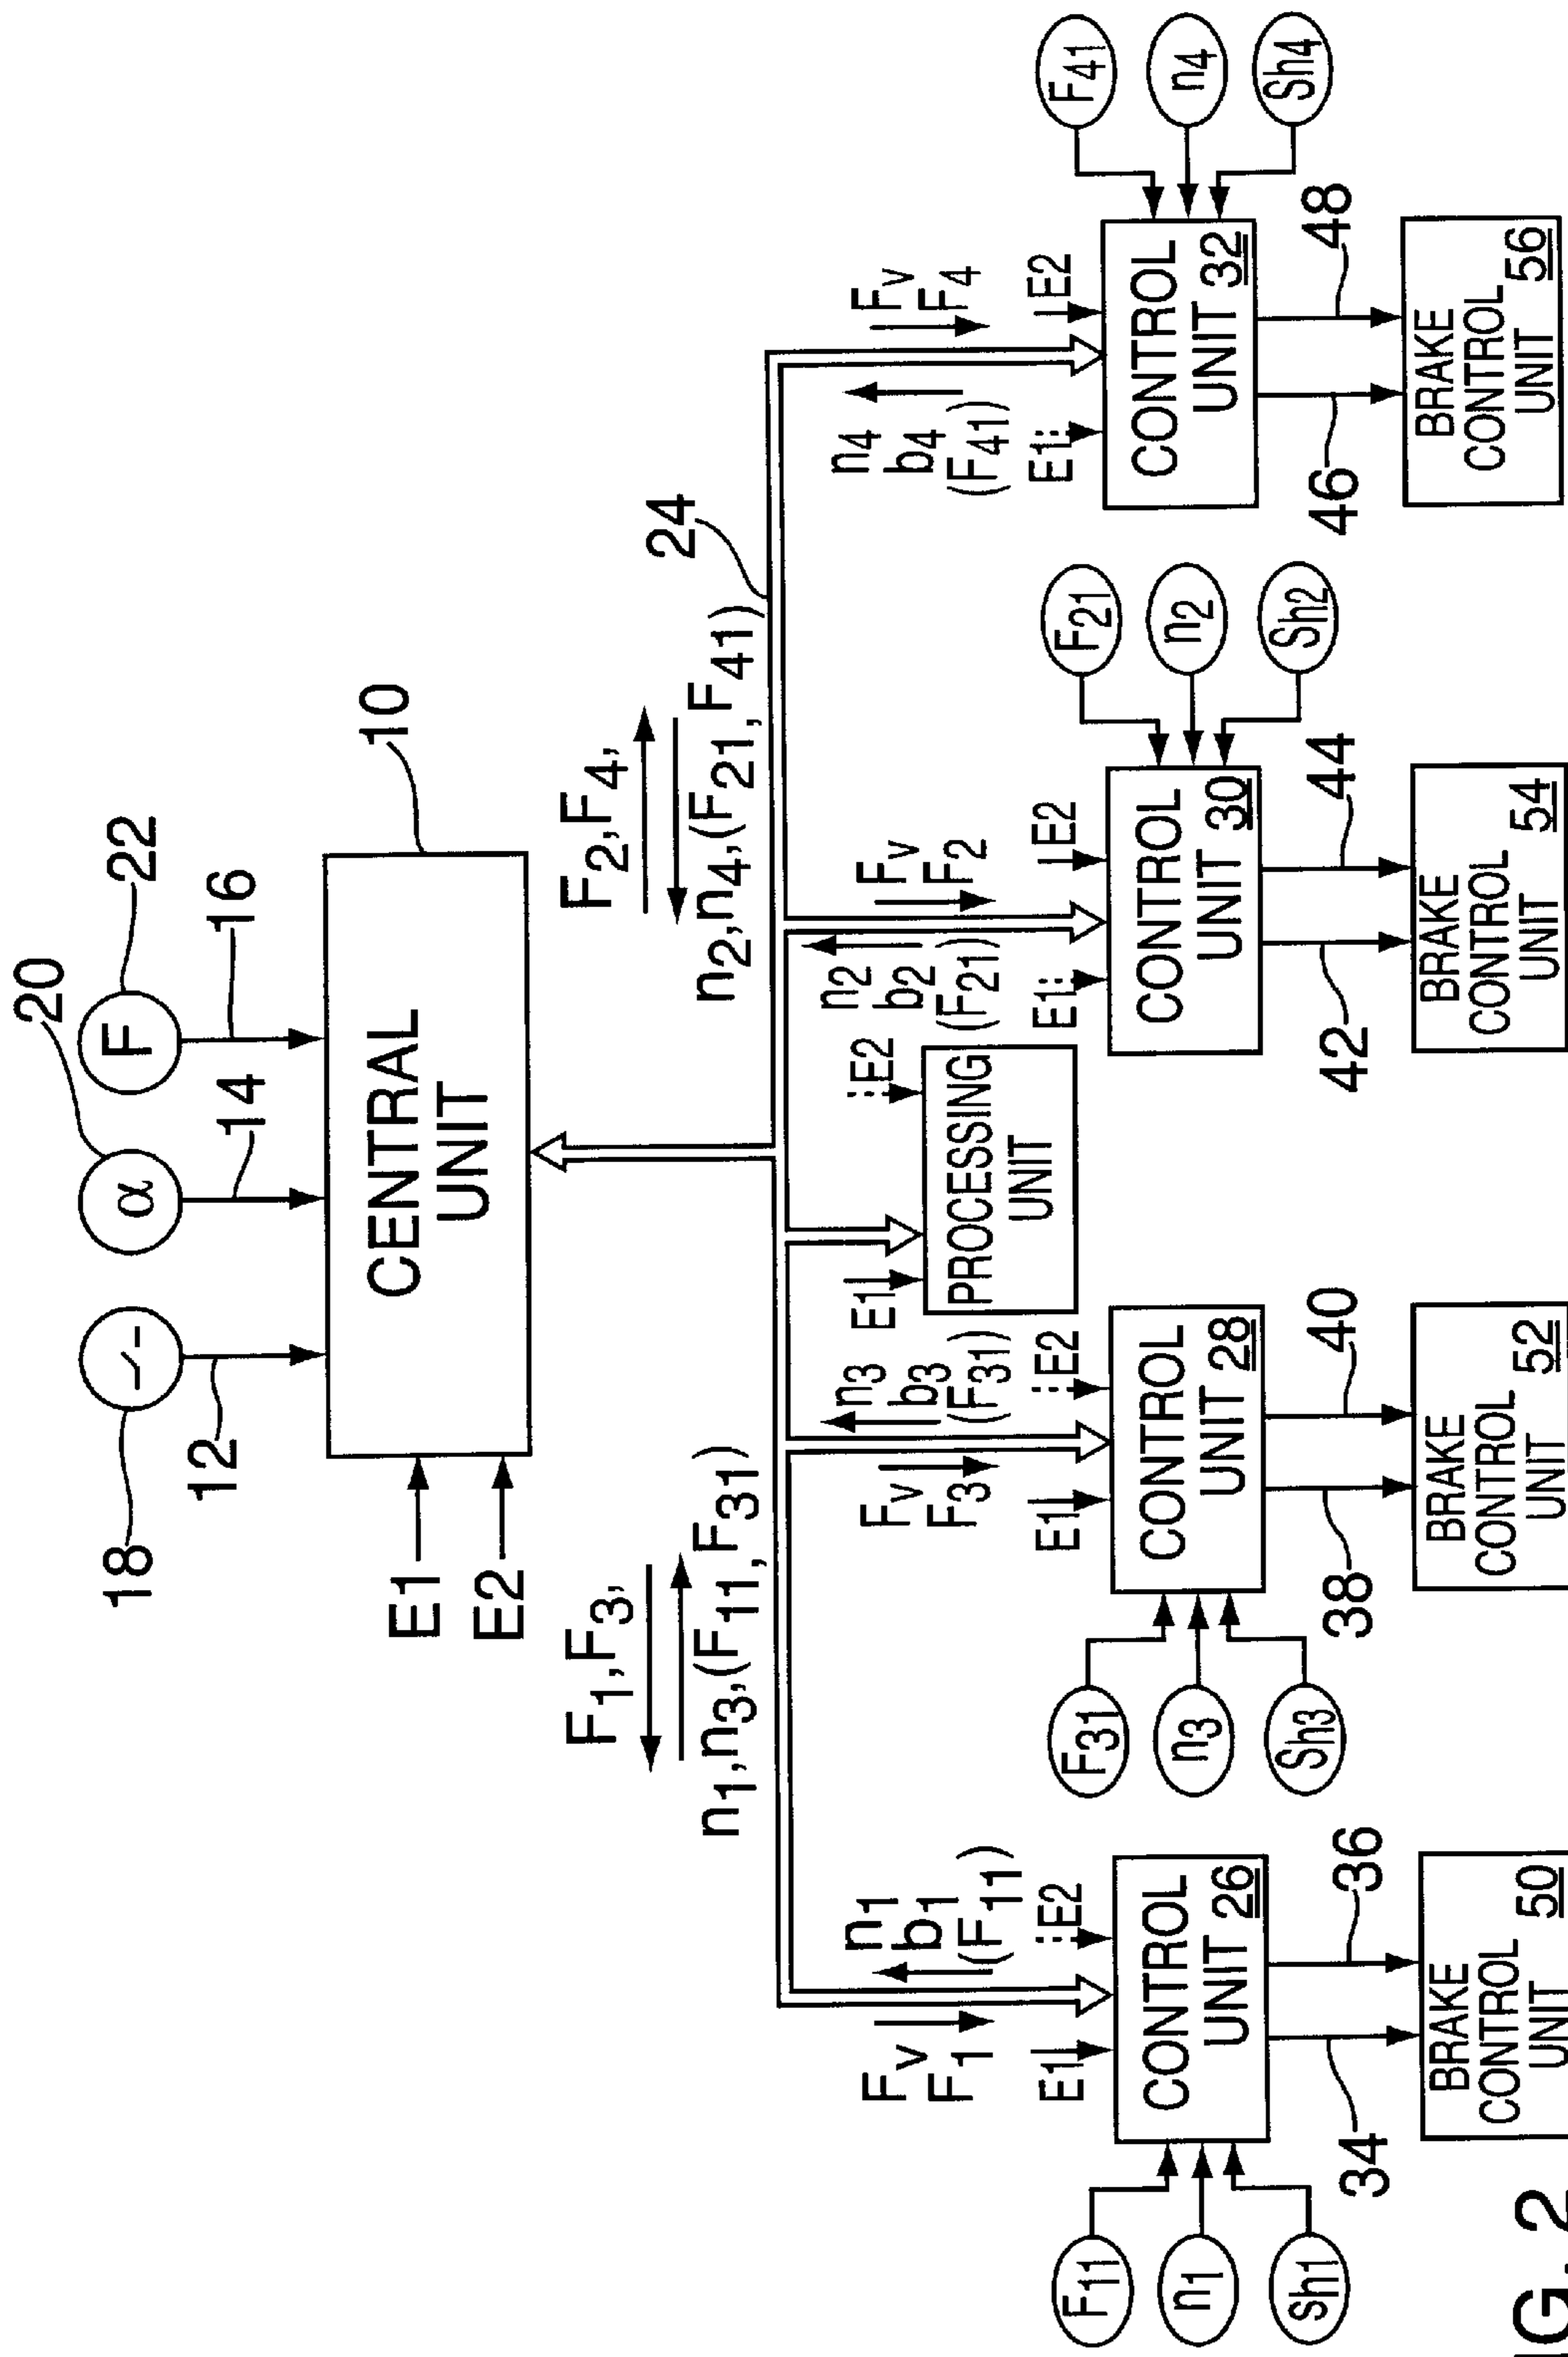 18
20
22
α
F
12
14
16
10
CENTRAL
UNIT
E1
E2
F1,F3,
n1,n3,(F11,F31)
F2,F4,
n2,n4,(F21,F41)
24
Fv
F1
n1
b1
(F11)
E1
E2
Fv
F3
n3
b3
(F31)
E1
E2
E1
E2
PROCESSING
UNIT
n2
b2
(F21)
Fv
F2
E1
E2
n4
b4
(F41)
Fv
F4
E1
E2
F11
n1
Sh1
CONTROL
UNIT 26
F31
n3
Sh3
CONTROL
UNIT 28
CONTROL
UNIT 30
F21
n2
Sh2
CONTROL
UNIT 32
F41
n4
Sh4
34
36
38
40
42
44
46
48
BRAKE
CONTROL
UNIT 50
BRAKE
CONTROL
UNIT 52
BRAKE
CONTROL
UNIT 54
BRAKE
CONTROL
UNIT 56
IG. 2